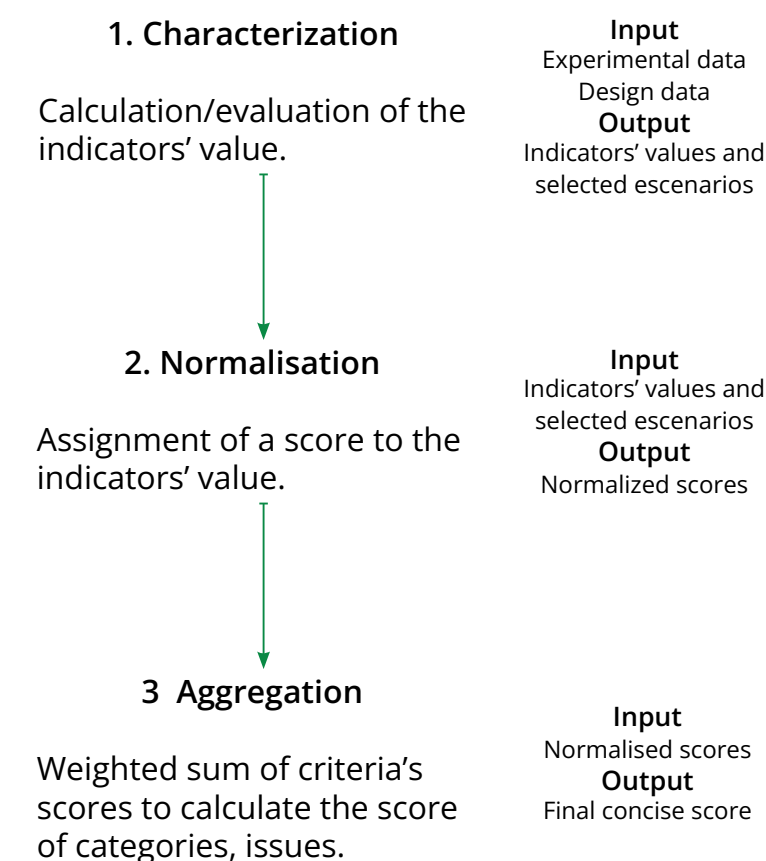 1. Characterization
Calculation/evaluation of the
indicators’ value.
Input
Experimental data
Design data
Output
Indicators’ values and
selected escenarios
2. Normalisation
Assignment of a score to the
indicators’ value.
Input
Indicators’ values and
selected escenarios
Output
Normalized scores
3 Aggregation
Weighted sum of criteria’s
scores to calculate the score
of categories, issues.
Input
Normalised scores
Output
Final concise score